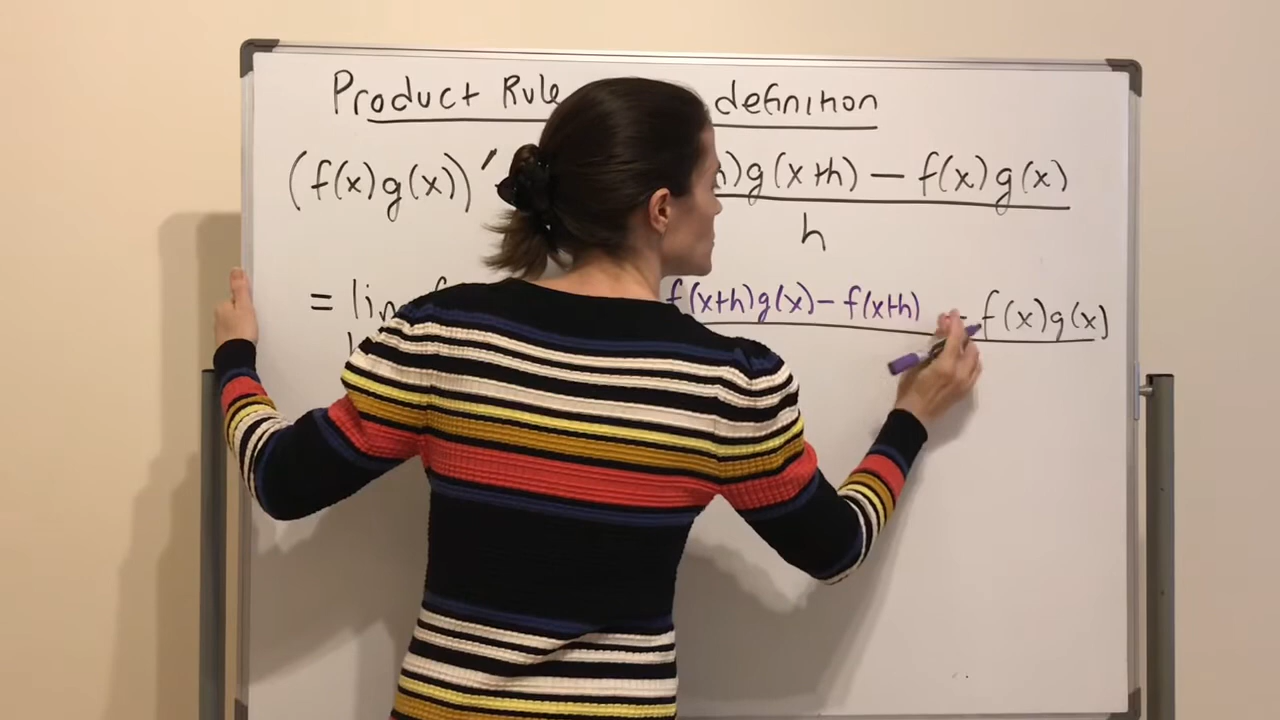 Product Rule definition
(f(x)g(x))' )g(x+h) — f(x)g(x)
h
= lim f(x+h)g(x) - f(x+h) - f(x)g(x)